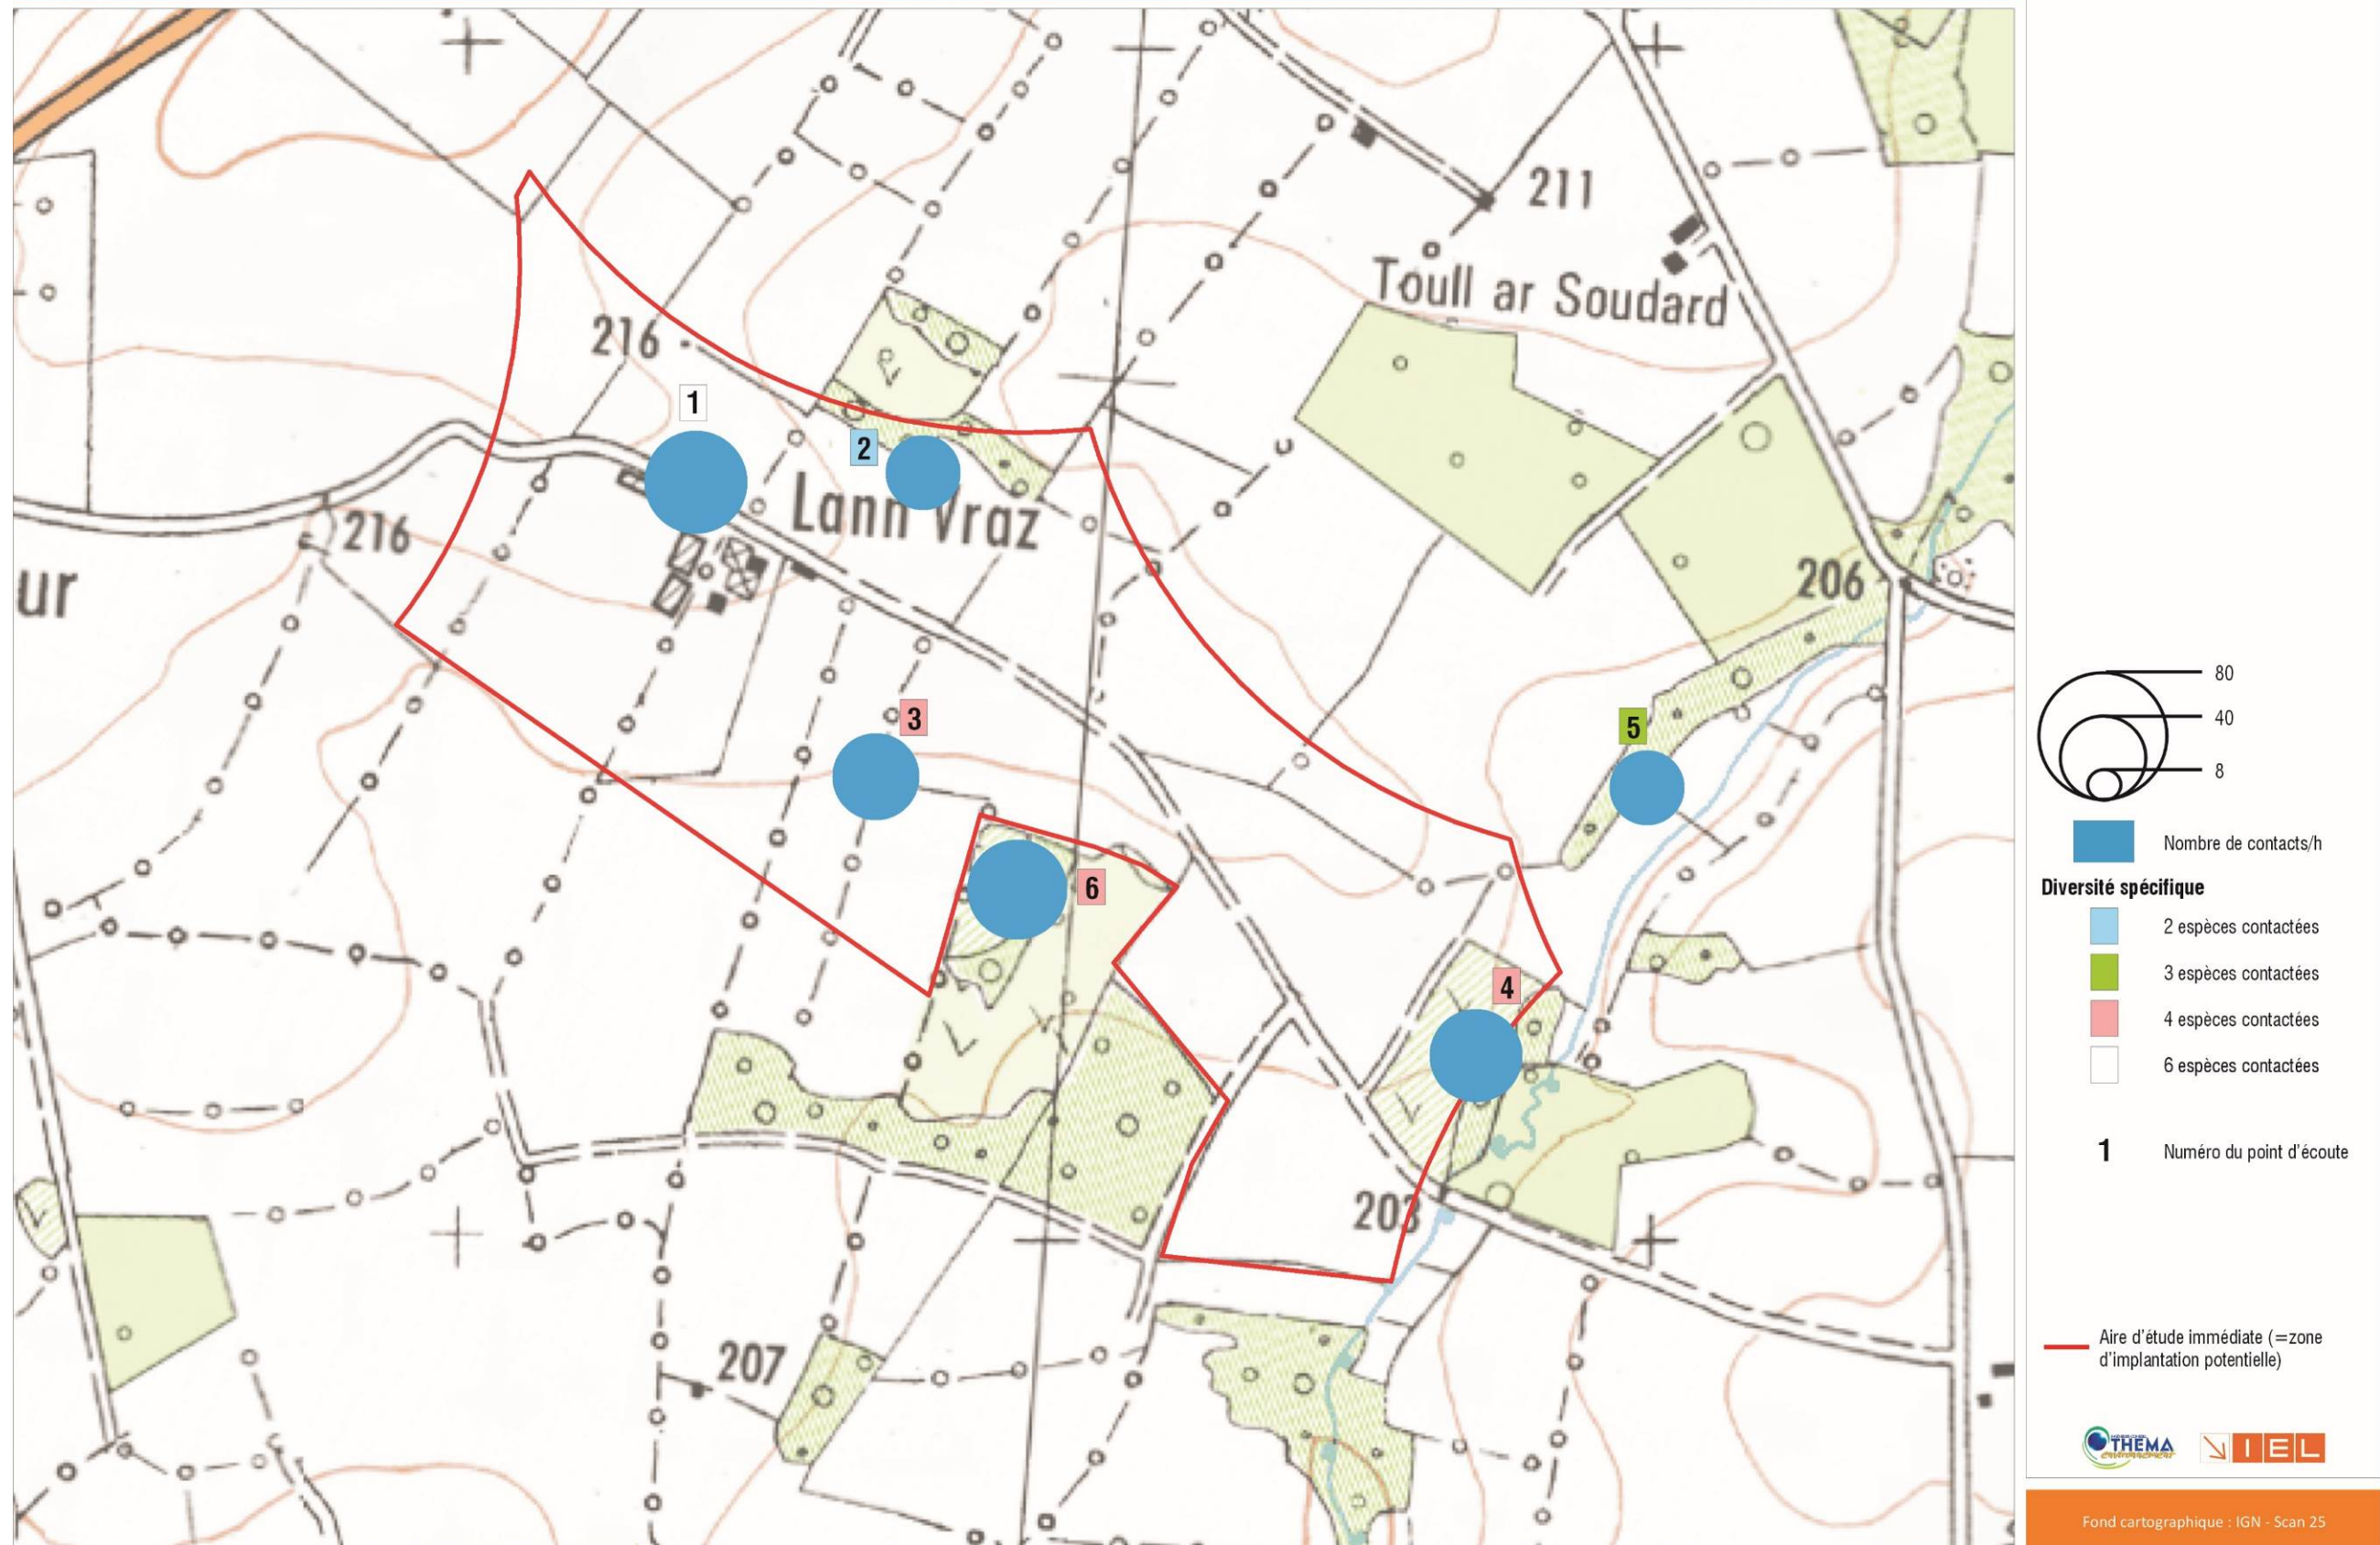 211
Toull ar Soudard
216
1
2
Lann Vraz
216
ur
206
3
5
6
4
203
207
80
40
8
Nombre de contacts/h
Diversité spécifique
2 espèces contactées
3 espèces contactées
4 espèces contactées
6 espèces contactées
1 Numéro du point d'écoute
Aire d'étude immédiate (=zone
d'implantation potentielle)
THEMA
IEL
Fond cartographique : IGN - Scan 25